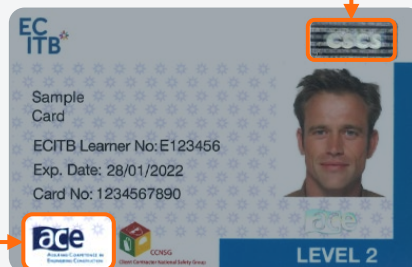 EC
ITB
CSCS
Sample
Card
ECITB Learner No: E123456
Exp. Date: 28/01/2022
Card No: 1234567890
ace
ASSURING COMPETENCE IN
ENGINEERING CONSTRUCTION
CCNSG
Client Contractor National Safety Group
LEVEL 2